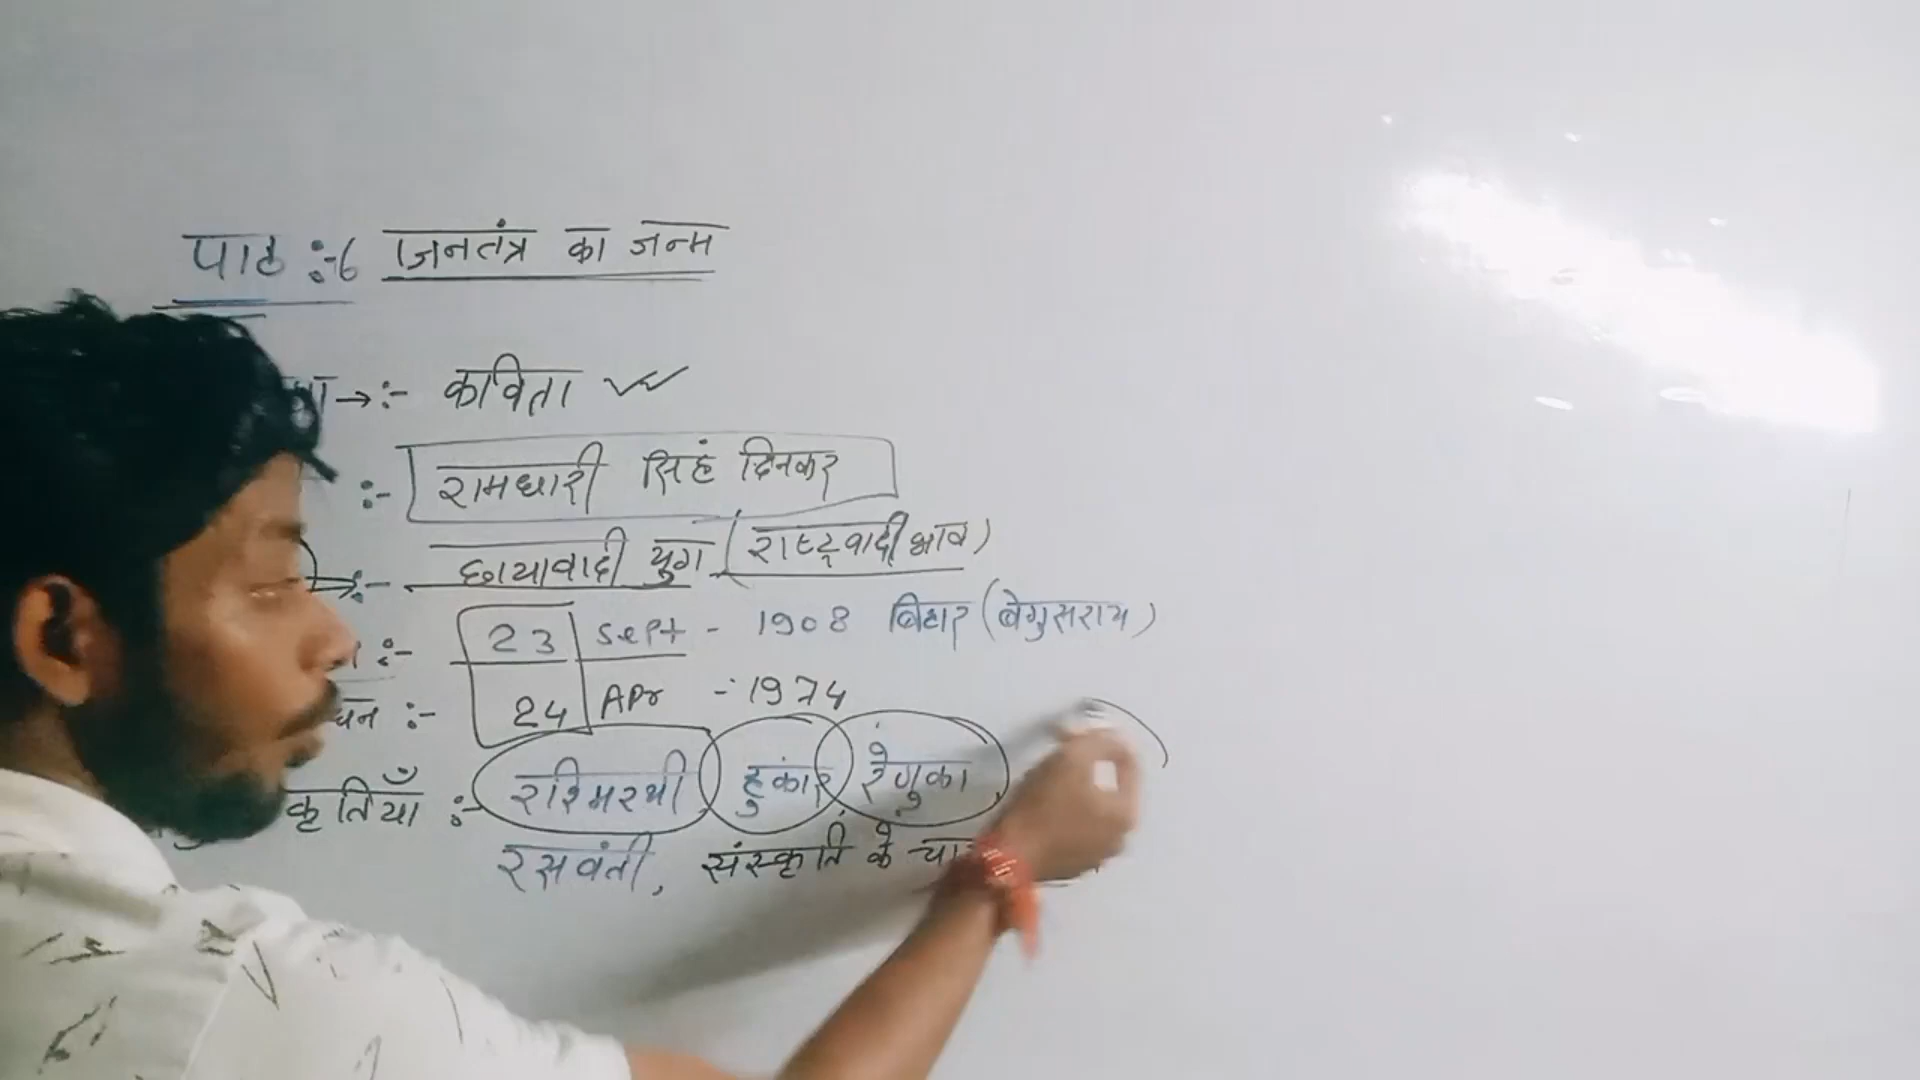 पाठ :-6 जनतंत्र का जन्म
→:- कविता
:- रामधारी सिहं दिनकर
:- छायावादी युग (राष्ट्रवादी भाव)
:- 23 Sept - 1908 बिहार (बेगुसराय)
:- 24 Apr - 1974
कृतियाँ :- रश्मिरथी हुकांर रेणुका
रसवंती, संस्कृति के